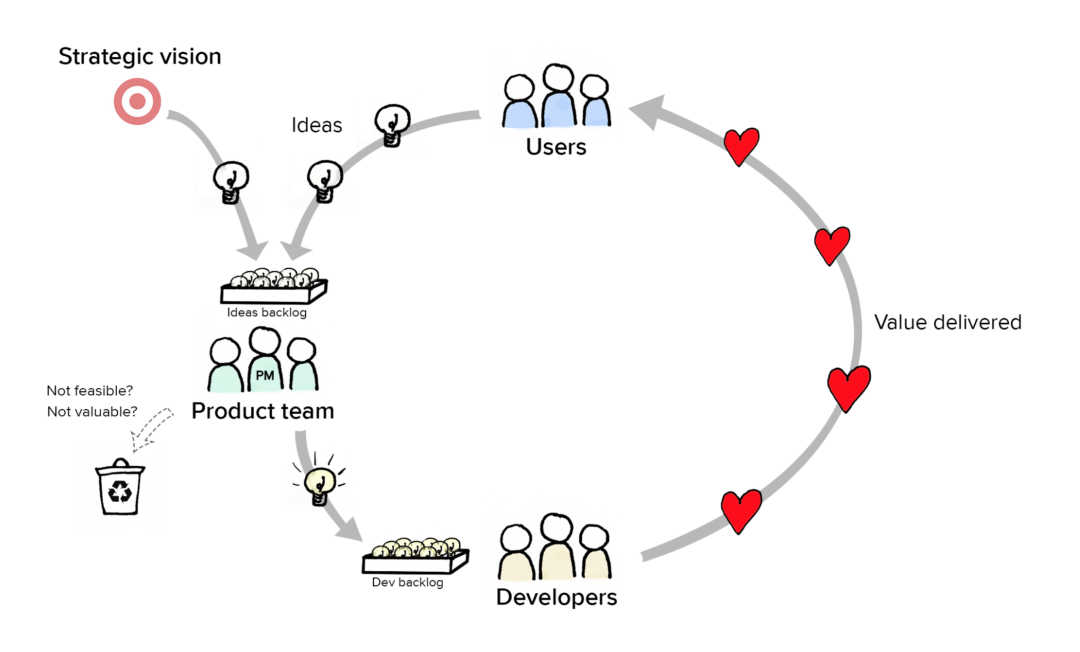 Strategic vision
Ideas
Users
Ideas backlog
Value delivered
PM
Not feasible?
Not valuable?
Product team
Dev backlog
Developers